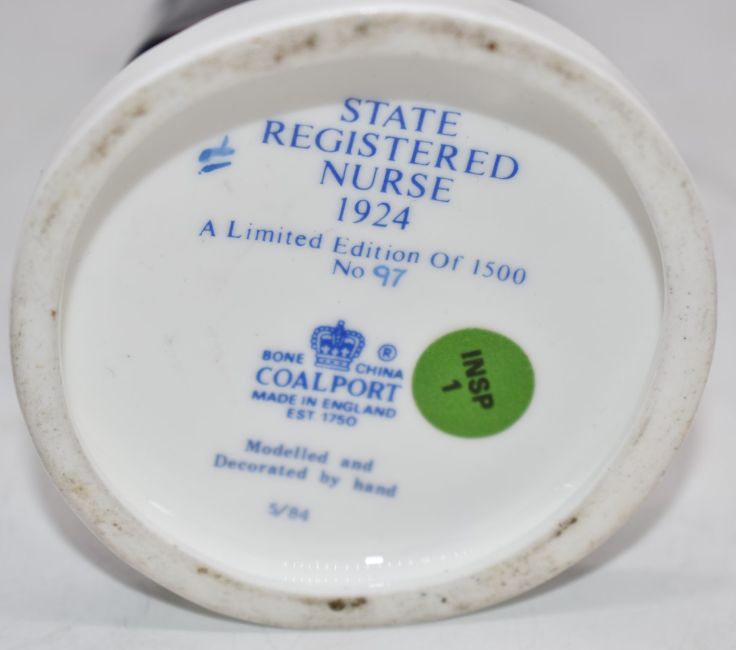 STATE
REGISTERED
NURSE
1924
A Limited Edition Of 1500
No 97
BONE CHINA ®
COALPORT
MADE IN ENGLAND
EST 1750
INSP
1
Modelled and
Decorated by hand
5/84